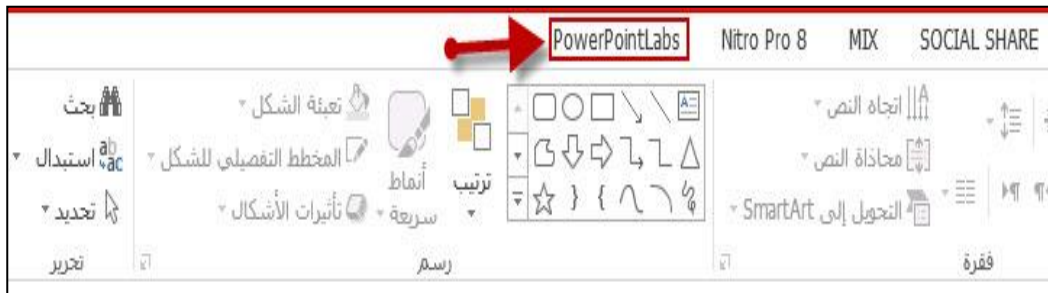 SOCIAL SHARE MIX Nitro Pro 8 PowerPointLabs
اتجاه النص
محاذاة النص
التحويل إلى SmartArt
فقرة
ترتيب
أنماط
سريعة
تعبئة الشكل
المخطط التفصيلي للشكل
تأثيرات الأشكال
رسم
بحث
استبدال
تحديد
تحرير